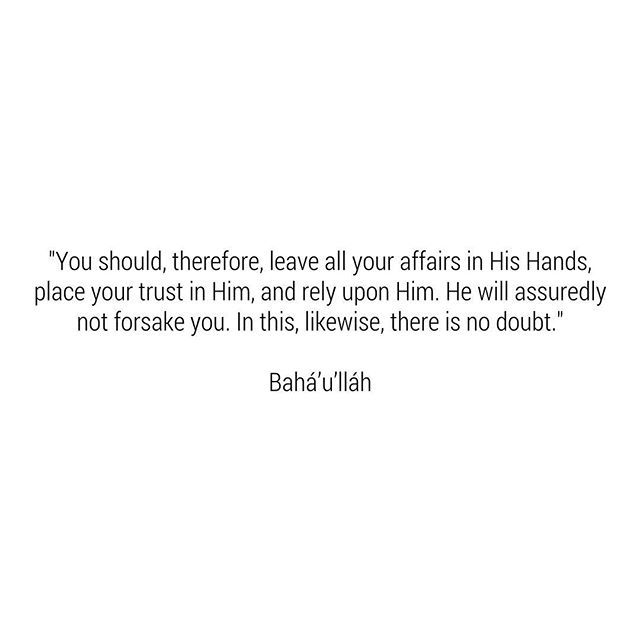 "You should, therefore, leave all your affairs in His Hands,
place your trust in Him, and rely upon Him. He will assuredly
not forsake you. In this, likewise, there is no doubt."
Bahá’u’lláh